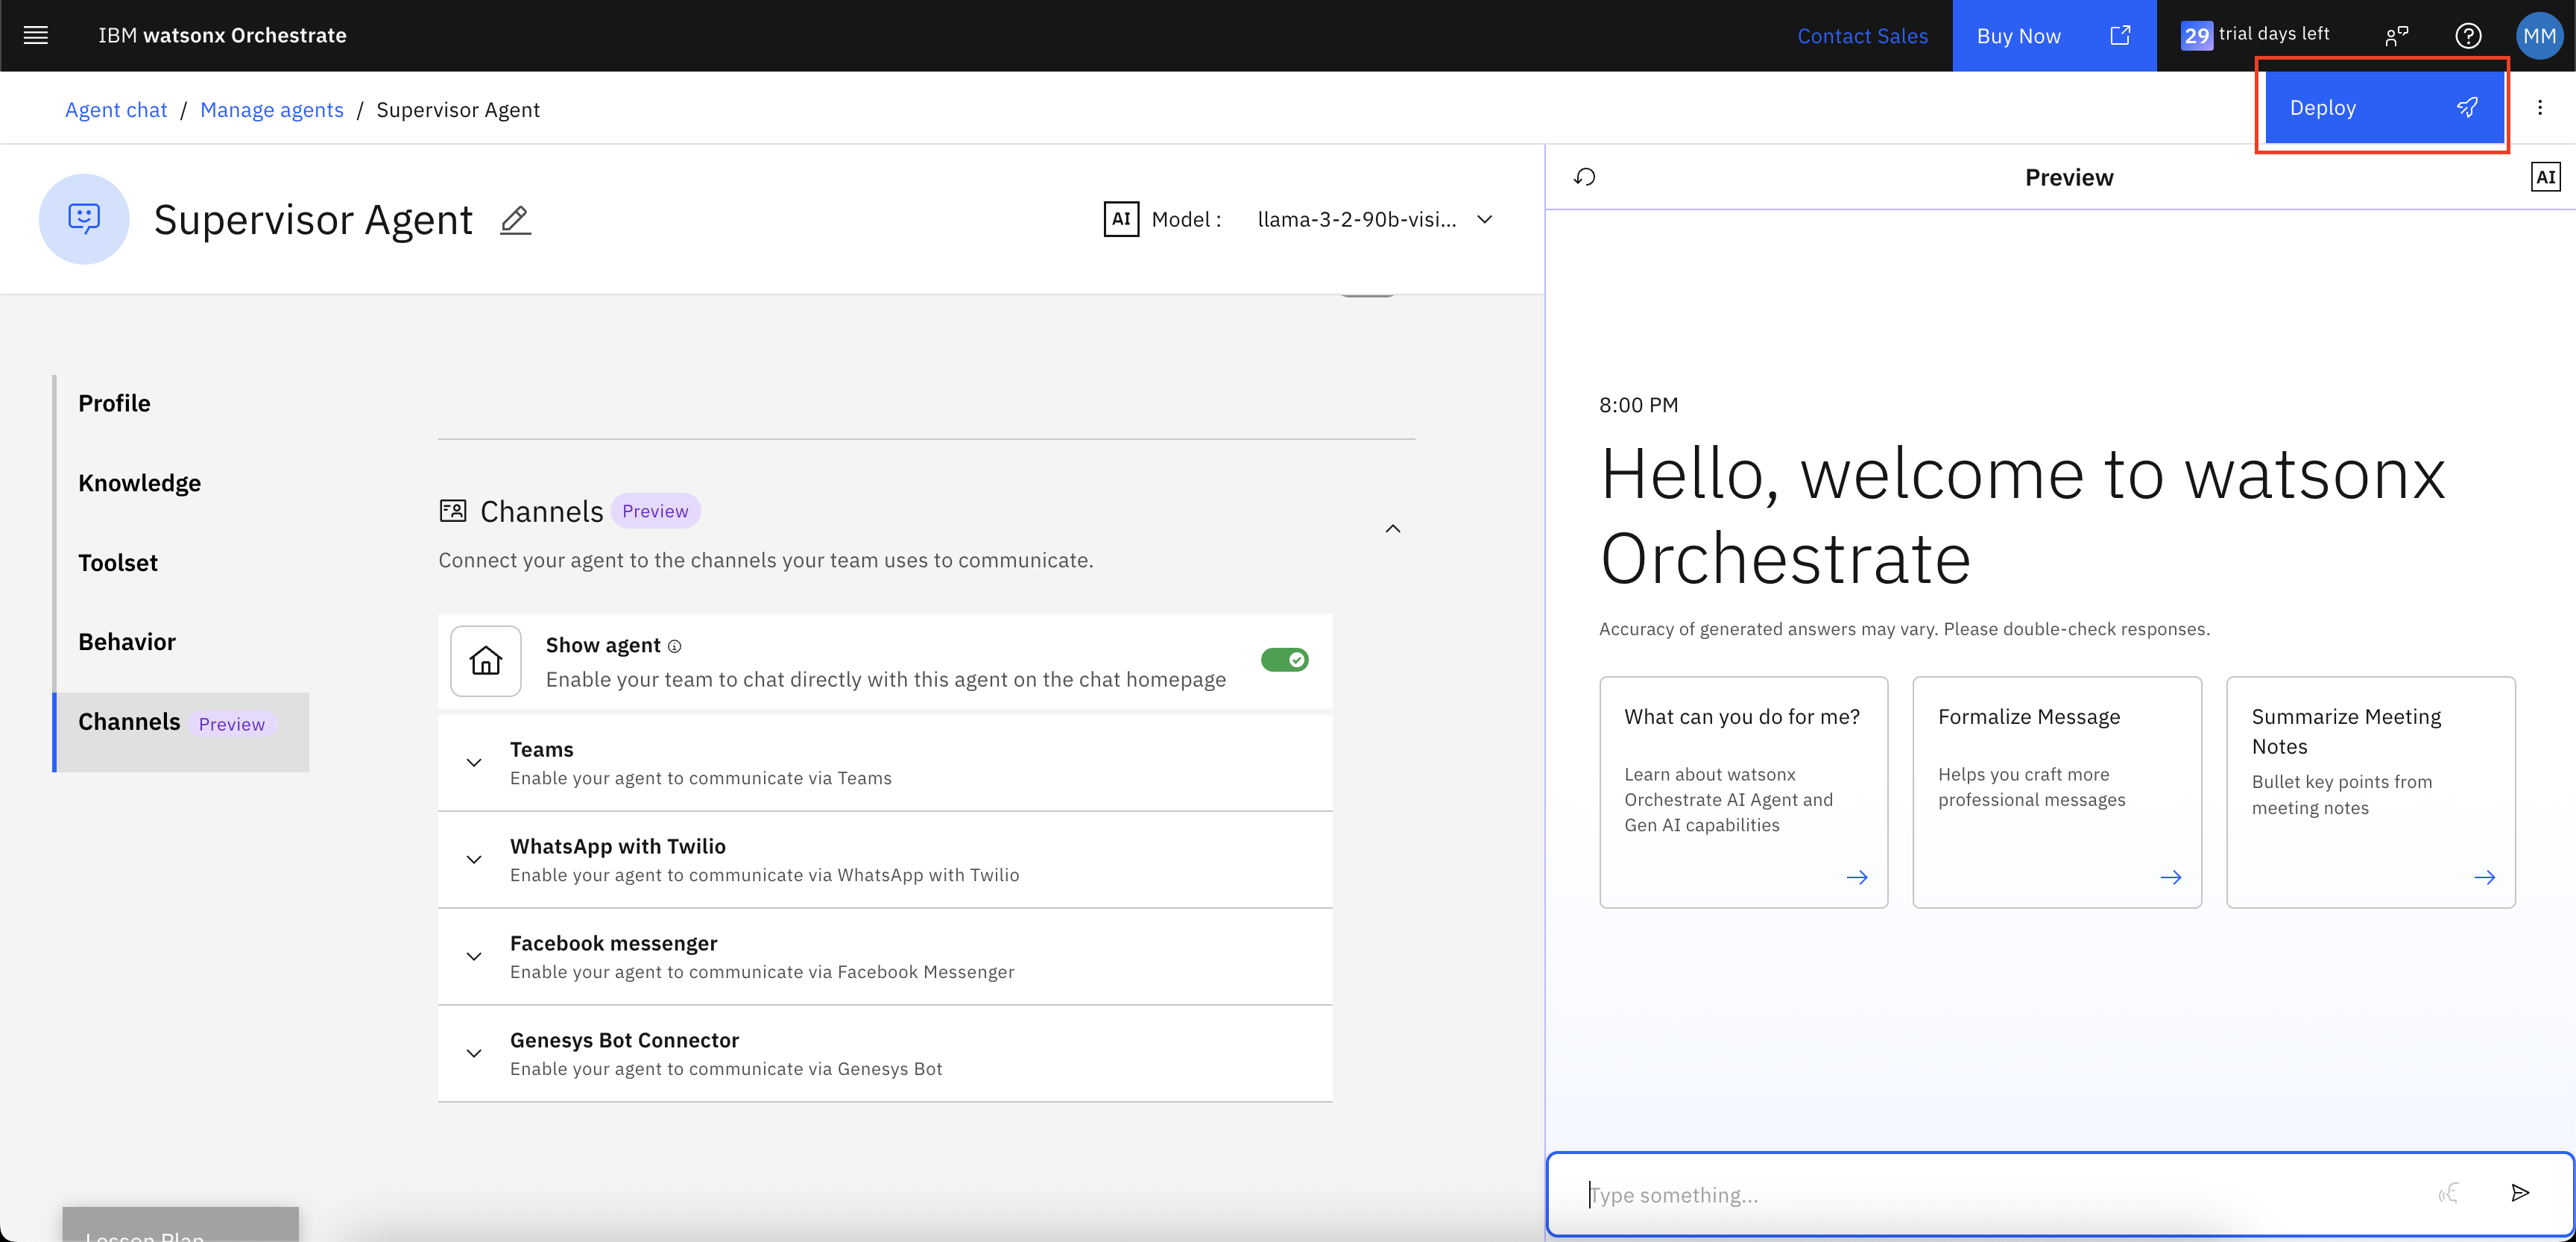 IBM watsonx Orchestrate
Contact Sales
Buy Now
29 trial days left
MM
Agent chat / Manage agents / Supervisor Agent
Deploy
Supervisor Agent
AI Model : llama-3-2-90b-visi...
Profile
Knowledge
Toolset
Behavior
Channels Preview
Channels Preview
Connect your agent to the channels your team uses to communicate.
Show agent
Enable your team to chat directly with this agent on the chat homepage
Teams
Enable your agent to communicate via Teams
WhatsApp with Twilio
Enable your agent to communicate via WhatsApp with Twilio
Facebook messenger
Enable your agent to communicate via Facebook Messenger
Genesys Bot Connector
Enable your agent to communicate via Genesys Bot
Lesson Plan
Preview
AI
8:00 PM
Hello, welcome to watsonx
Orchestrate
Accuracy of generated answers may vary. Please double-check responses.
What can you do for me?
Learn about watsonx
Orchestrate AI Agent and
Gen AI capabilities
Formalize Message
Helps you craft more
professional messages
Summarize Meeting
Notes
Bullet key points from
meeting notes
Type something...